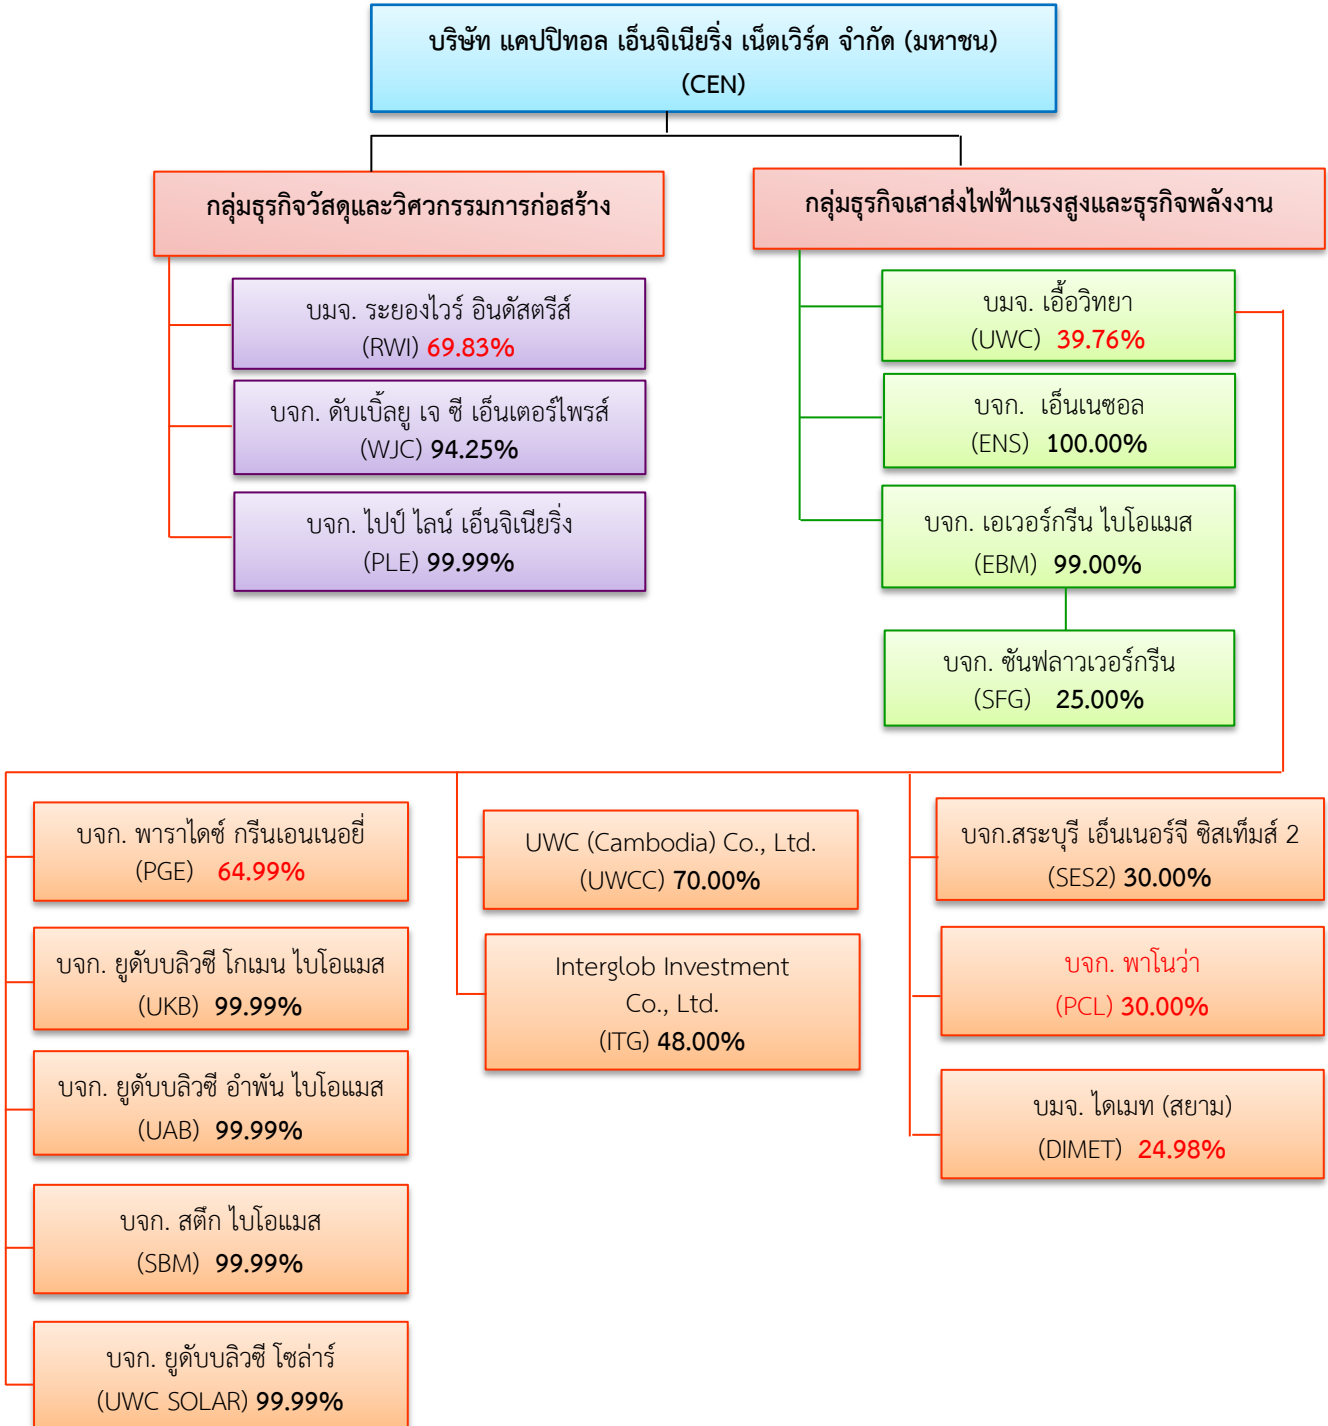 บริษัท แคปปิทอล เอ็นจิเนียริ่ง เน็ตเวิร์ค จำกัด (มหาชน)
(CEN)
กลุ่มธุรกิจวัสดุและวิศวกรรมการก่อสร้าง
บมจ. ระยองไวร์ อินดัสตรีส์
(RWI) 69.83%
บจก. ดับเบิ้ลยู เจ ซี เอ็นเตอร์ไพรส์
(WJC) 94.25%
บจก. ไปป์ ไลน์ เอ็นจิเนียริ่ง
(PLE) 99.99%
กลุ่มธุรกิจเสาส่งไฟฟ้าแรงสูงและธุรกิจพลังงาน
บมจ. เอื้อวิทยา
(UWC) 39.76%
บจก. เอ็นเนซอล
(ENS) 100.00%
บจก. เอเวอร์กรีน ไบโอแมส
(EBM) 99.00%
บจก. ซันฟลาวเวอร์กรีน
(SFG) 25.00%
บจก. พาราไดซ์ กรีนเอนเนอยี่
(PGE) 64.99%
บจก. ยูดับบลิวซี โกเมน ไบโอแมส
(UKB) 99.99%
บจก. ยูดับบลิวซี อำพัน ไบโอแมส
(UAB) 99.99%
บจก. สตึก ไบโอแมส
(SBM) 99.99%
บจก. ยูดับบลิวซี โซล่าร์
(UWC SOLAR) 99.99%
UWC (Cambodia) Co., Ltd.
(UWCC) 70.00%
Interglob Investment
Co., Ltd.
(ITG) 48.00%
บจก.สระบุรี เอ็นเนอร์จี ซิสเท็มส์ 2
(SES2) 30.00%
บจก. พาโนว่า
(PCL) 30.00%
บมจ. ไดเมท (สยาม)
(DIMET) 24.98%